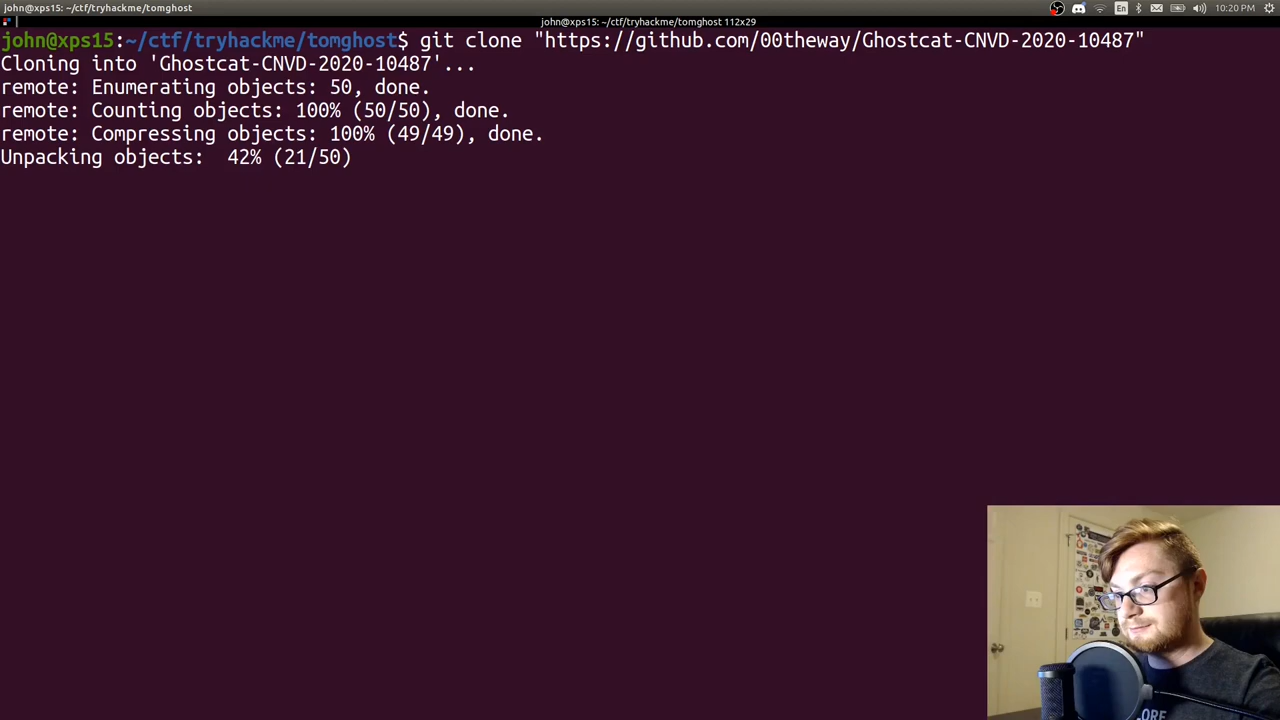 john@xps15: ~/ctf/tryhackme/tomghost
En
10:20 PM
john@xps15: ~/ctf/tryhackme/tomghost 112x29
john@xps15:~/ctf/tryhackme/tomghost$ git clone "https://github.com/00theway/Ghostcat-CNVD-2020-10487"
Cloning into 'Ghostcat-CNVD-2020-10487'...
remote: Enumerating objects: 50, done.
remote: Counting objects: 100% (50/50), done.
remote: Compressing objects: 100% (49/49), done.
Unpacking objects:  42% (21/50)